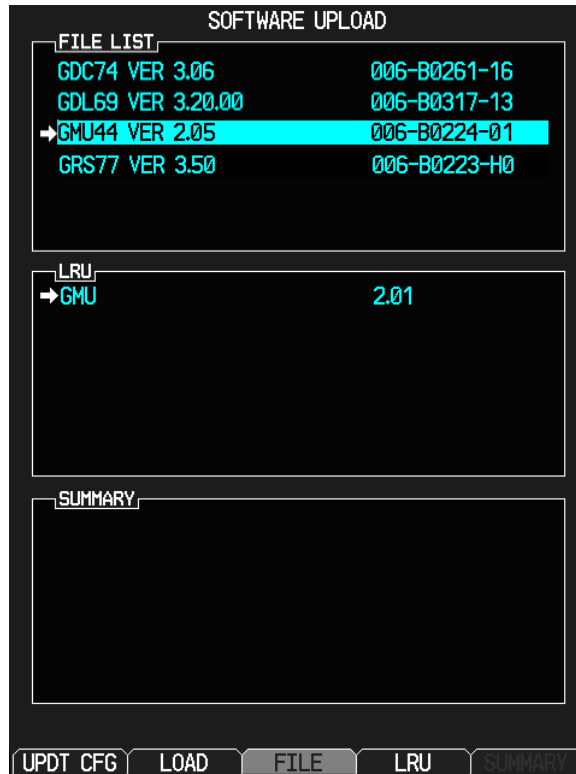 SOFTWARE UPLOAD
FILE LIST
GDC74 VER 3.06 006-B0261-16
GDL69 VER 3.20.00 006-B0317-13
GMU44 VER 2.05 006-B0224-01
GRS77 VER 3.50 006-B0223-H0
LRU
GMU 2.01
SUMMARY
UPDT CFG LOAD FILE LRU SUMMARY